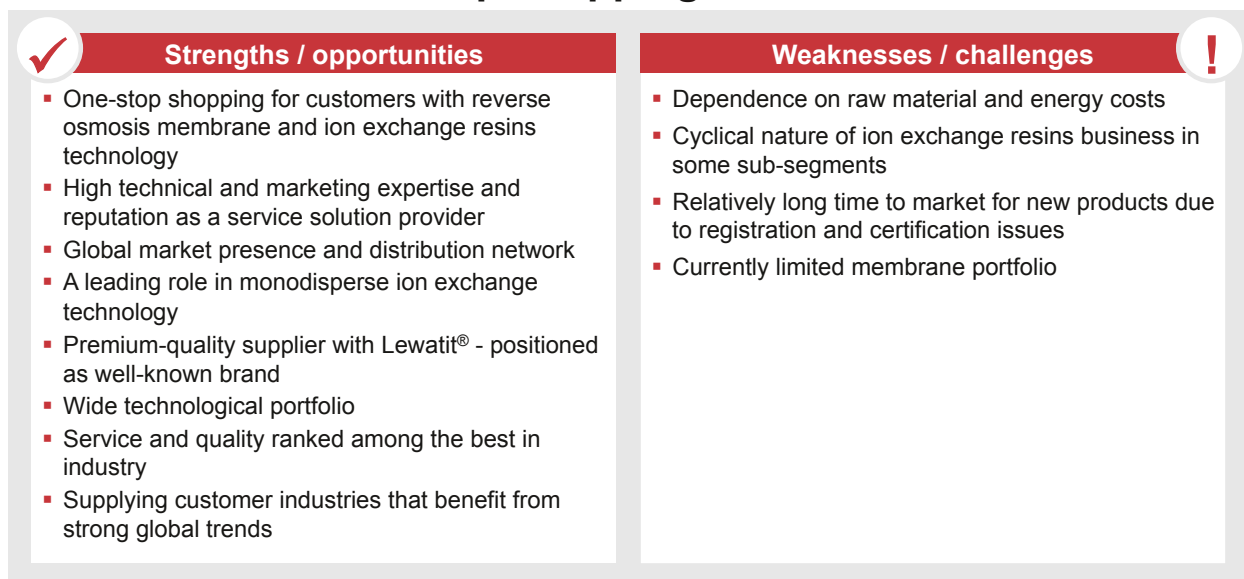 Strengths / opportunities
▪ One-stop shopping for customers with reverse
osmosis membrane and ion exchange resins
technology
▪ High technical and marketing expertise and
reputation as a service solution provider
▪ Global market presence and distribution network
▪ A leading role in monodisperse ion exchange
technology
▪ Premium-quality supplier with Lewatit® - positioned
as well-known brand
▪ Wide technological portfolio
▪ Service and quality ranked among the best in
industry
▪ Supplying customer industries that benefit from
strong global trends
Weaknesses / challenges
!
▪ Dependence on raw material and energy costs
▪ Cyclical nature of ion exchange resins business in
some sub-segments
▪ Relatively long time to market for new products due
to registration and certification issues
▪ Currently limited membrane portfolio